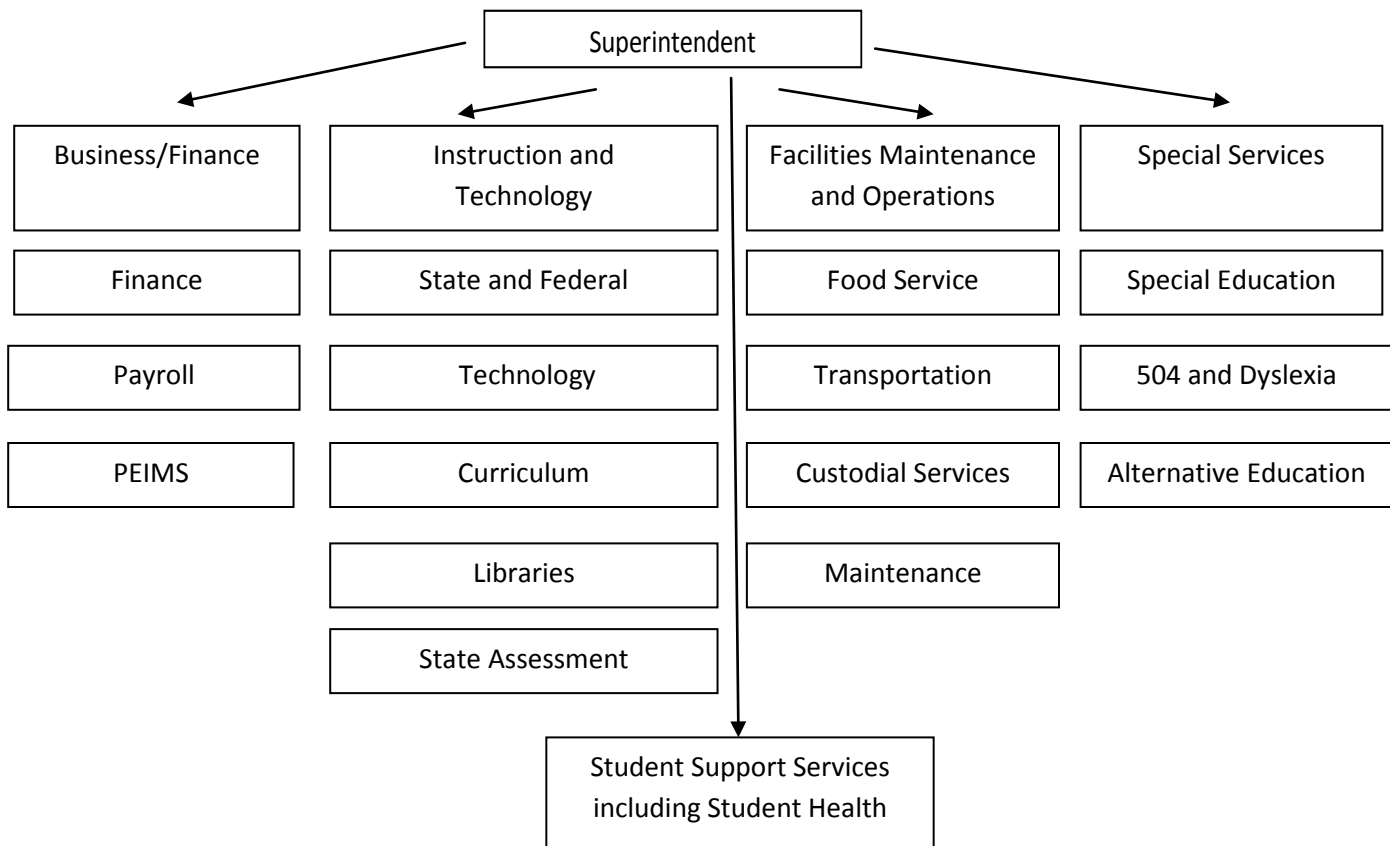 Superintendent
Business/Finance
Instruction and
Technology
Facilities Maintenance
and Operations
Special Services
Finance
State and Federal
Food Service
Special Education
Payroll
Technology
Transportation
504 and Dyslexia
PEIMS
Curriculum
Custodial Services
Alternative Education
Libraries
Maintenance
State Assessment
Student Support Services
including Student Health